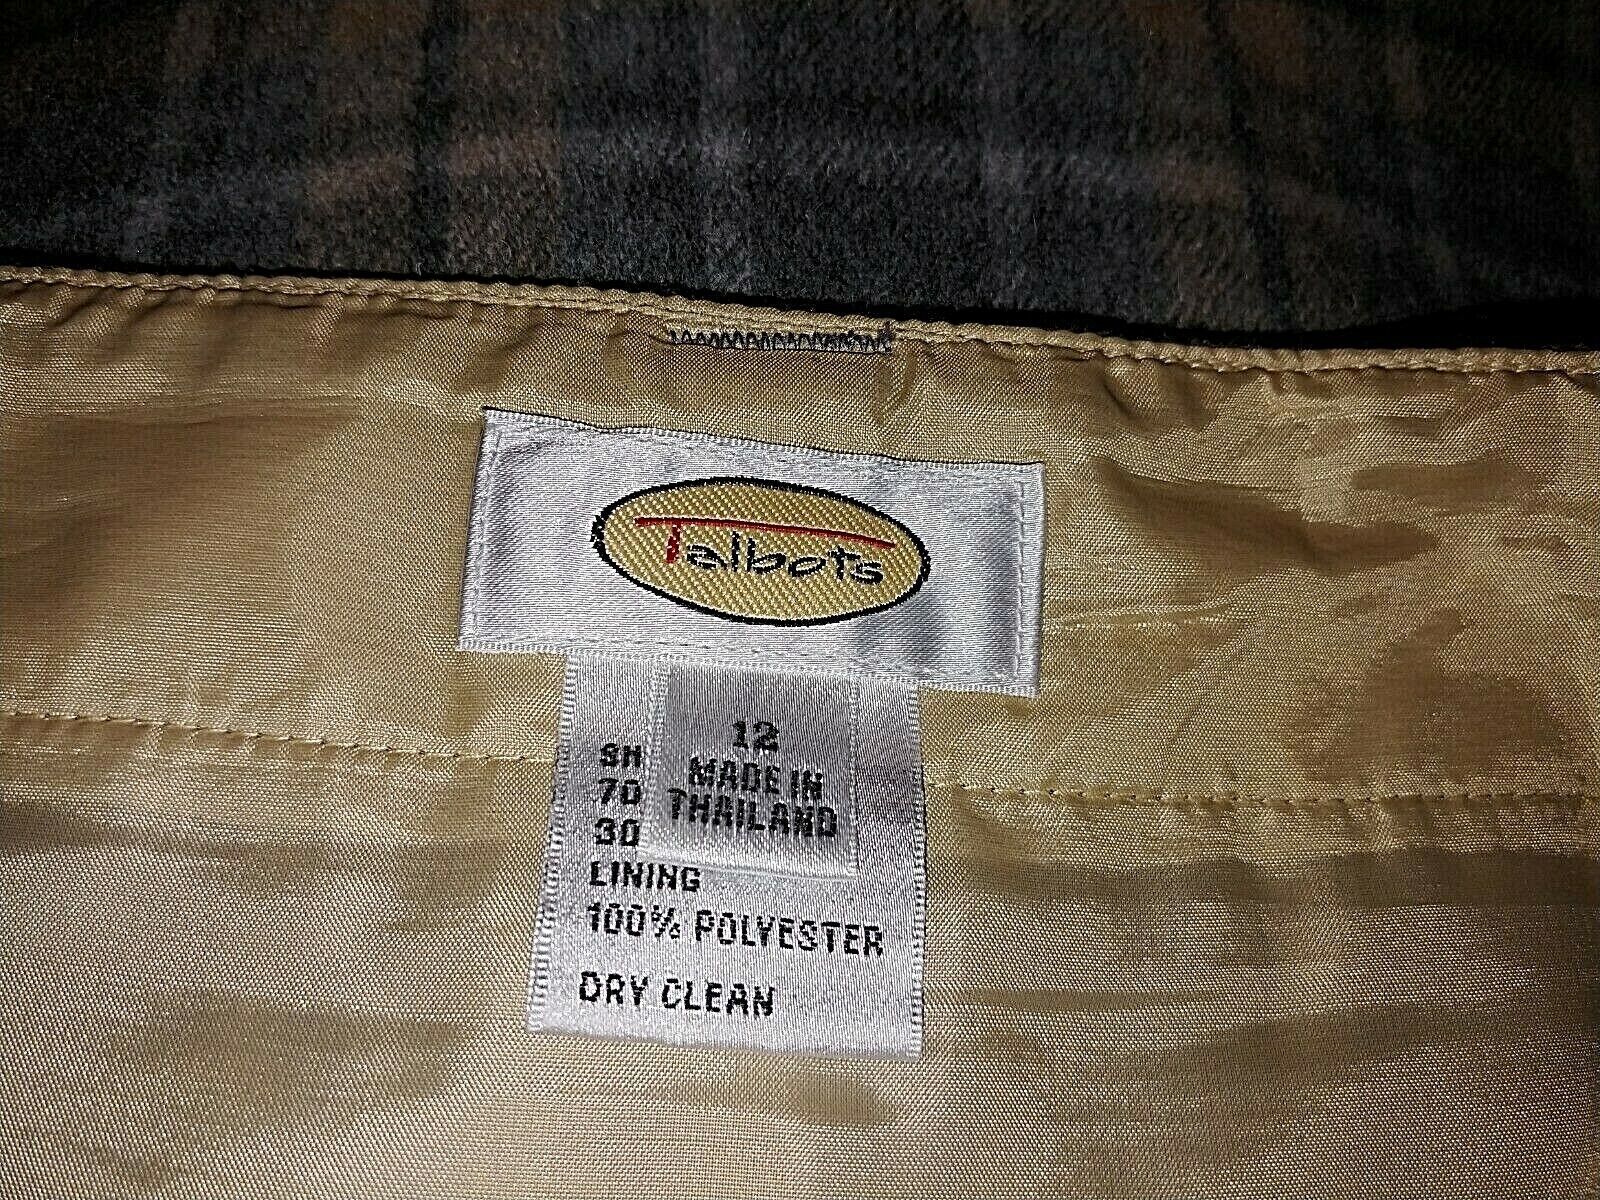 Talbots
12
MADE IN
THAILAND
SH
70
30
LINING
100% POLYESTER
DRY CLEAN